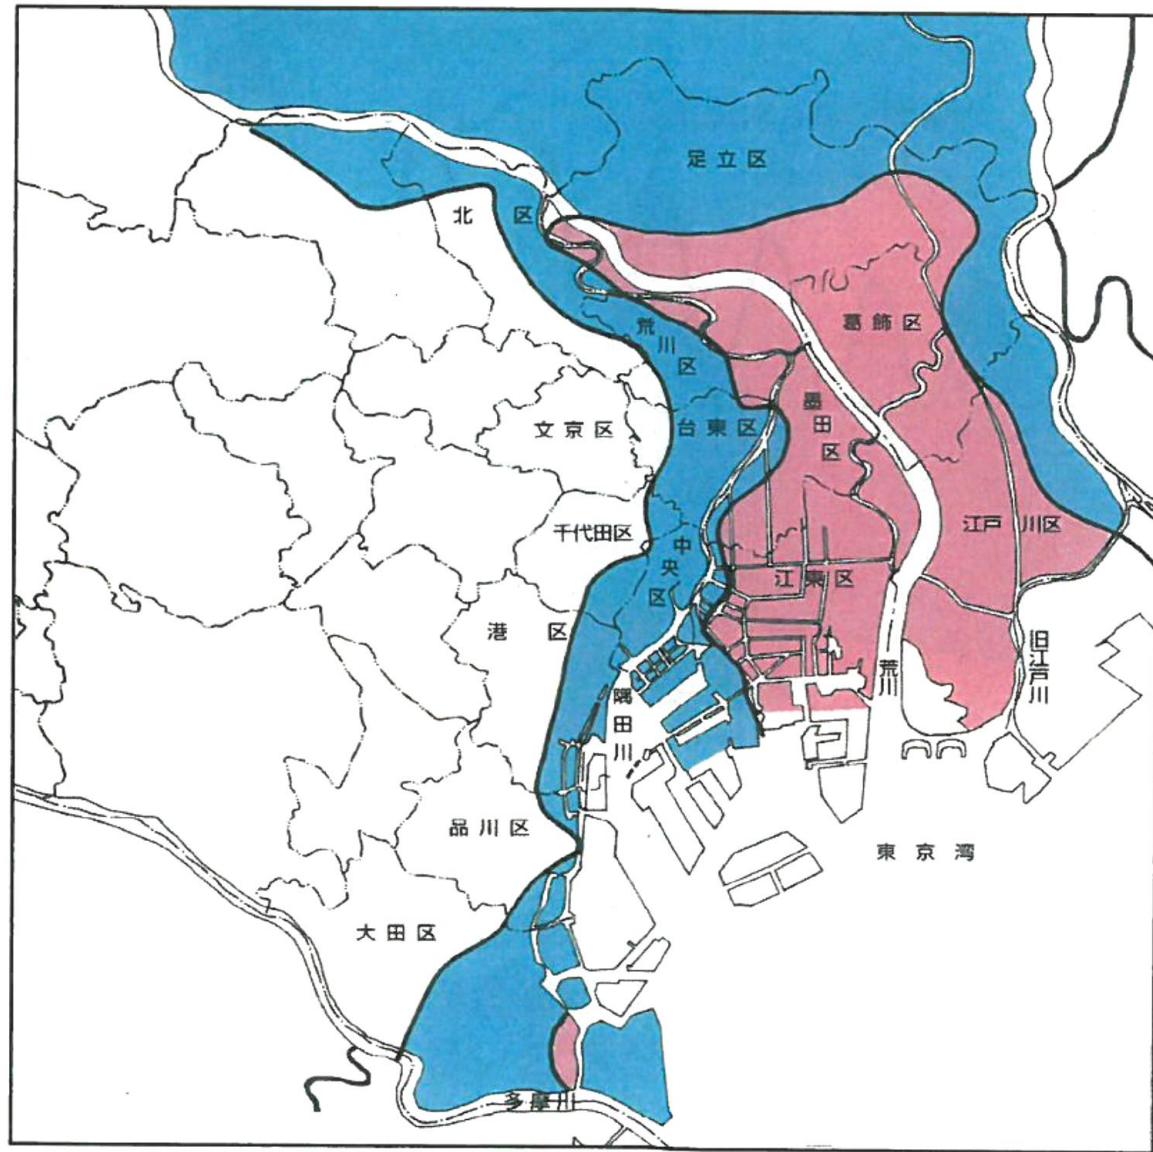 足立区
北区
荒川区
葛飾区
墨田区
文京区
台東区
千代田区
中央区
江戸川区
江東区
港区
荒川
旧江戸川
隅田川
品川区
東京湾
大田区
多摩川